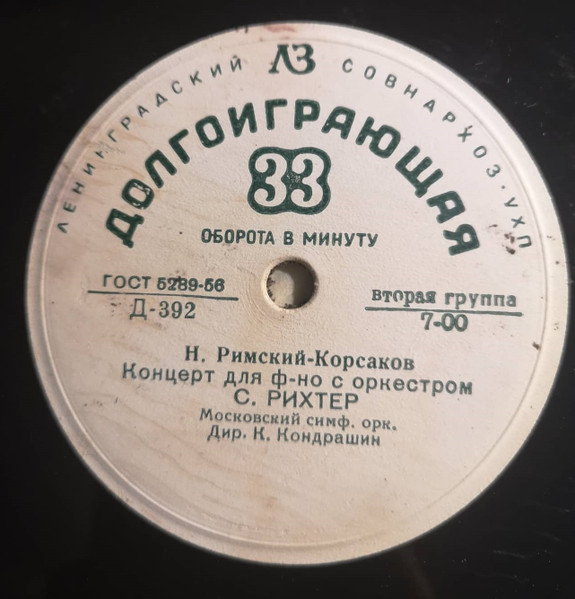 ЛЕНИНГРАДСКИЙ ЛЗ СОВНАРХОЗ·УХП
ДОЛГОИГРАЮЩАЯ
33
ОБОРОТА В МИНУТУ
ГОСТ 5289-56
Д-392
вторая группа
7-00
Н. Римский-Корсаков
Концерт для ф-но с оркестром
С. РИХТЕР
Московский симф. орк.
Дир. К. Кондрашин